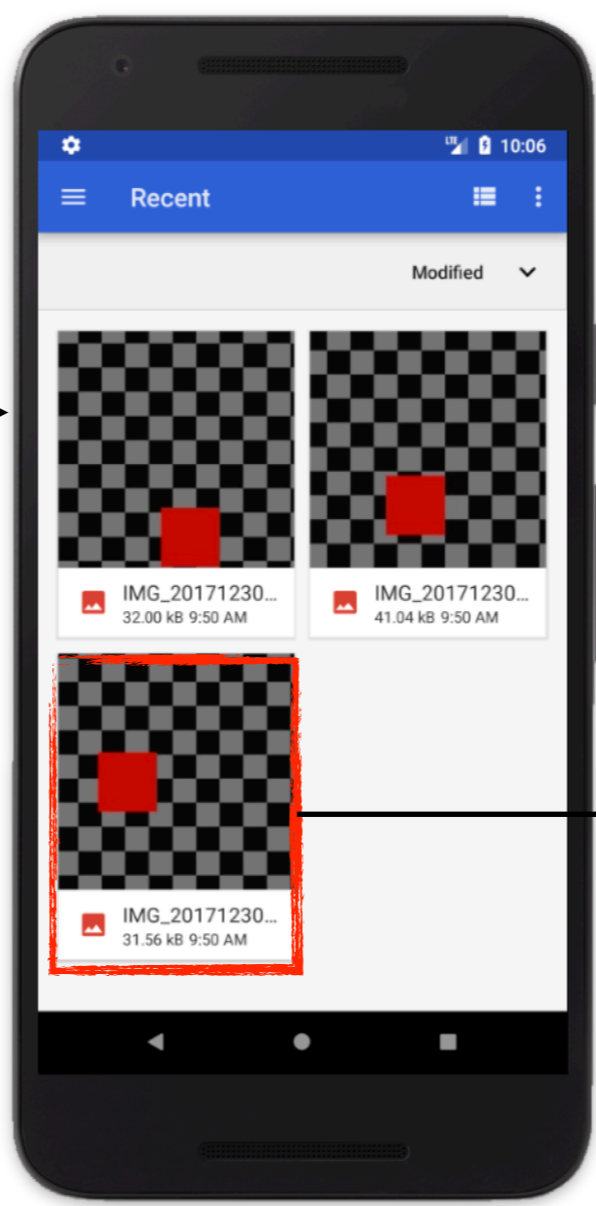 LTE 10:06
Recent
Modified
IMG_20171230...
32.00 kB 9:50 AM
IMG_20171230...
41.04 kB 9:50 AM
IMG_20171230...
31.56 kB 9:50 AM